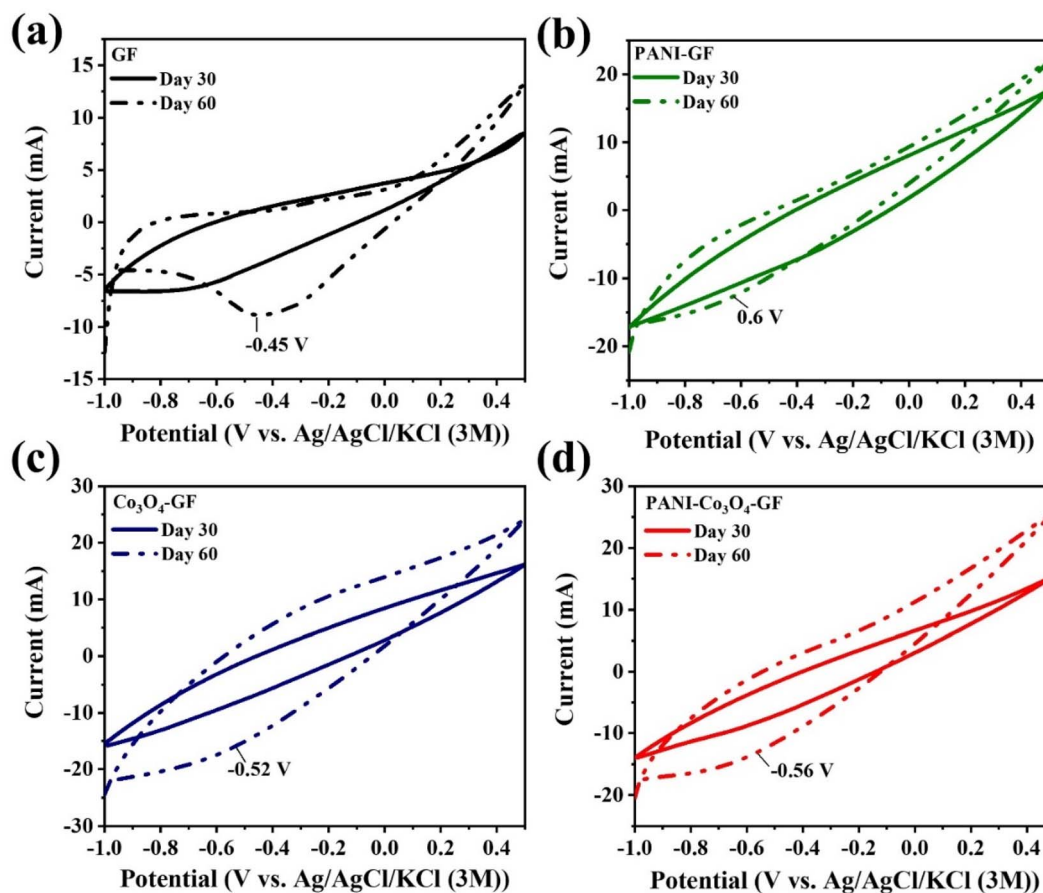 (a)
GF
Day 30
Day 60
15
10
5
0
-5
-10
-15
Current (mA)
-0.45 V
-1.0 -0.8 -0.6 -0.4 -0.2 0.0 0.2 0.4
Potential (V vs. Ag/AgCl/KCl (3M))
(b)
PANI-GF
Day 30
Day 60
20
10
0
-10
-20
Current (mA)
0.6 V
-1.0 -0.8 -0.6 -0.4 -0.2 0.0 0.2 0.4
Potential (V vs. Ag/AgCl/KCl (3M))
(c)
Co₃O₄-GF
Day 30
Day 60
30
20
10
0
-10
-20
-30
Current (mA)
-0.52 V
-1.0 -0.8 -0.6 -0.4 -0.2 0.0 0.2 0.4
Potential (V vs. Ag/AgCl/KCl (3M))
(d)
PANI-Co₃O₄-GF
Day 30
Day 60
30
20
10
0
-10
-20
Current (mA)
-0.56 V
-1.0 -0.8 -0.6 -0.4 -0.2 0.0 0.2 0.4
Potential (V vs. Ag/AgCl/KCl (3M))